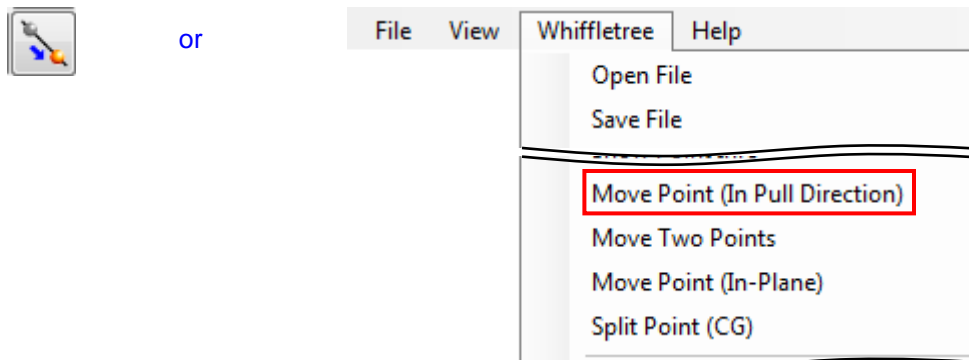 or
File View Whiffletree Help
Open File
Save File
Move Point (In Pull Direction)
Move Two Points
Move Point (In-Plane)
Split Point (CG)